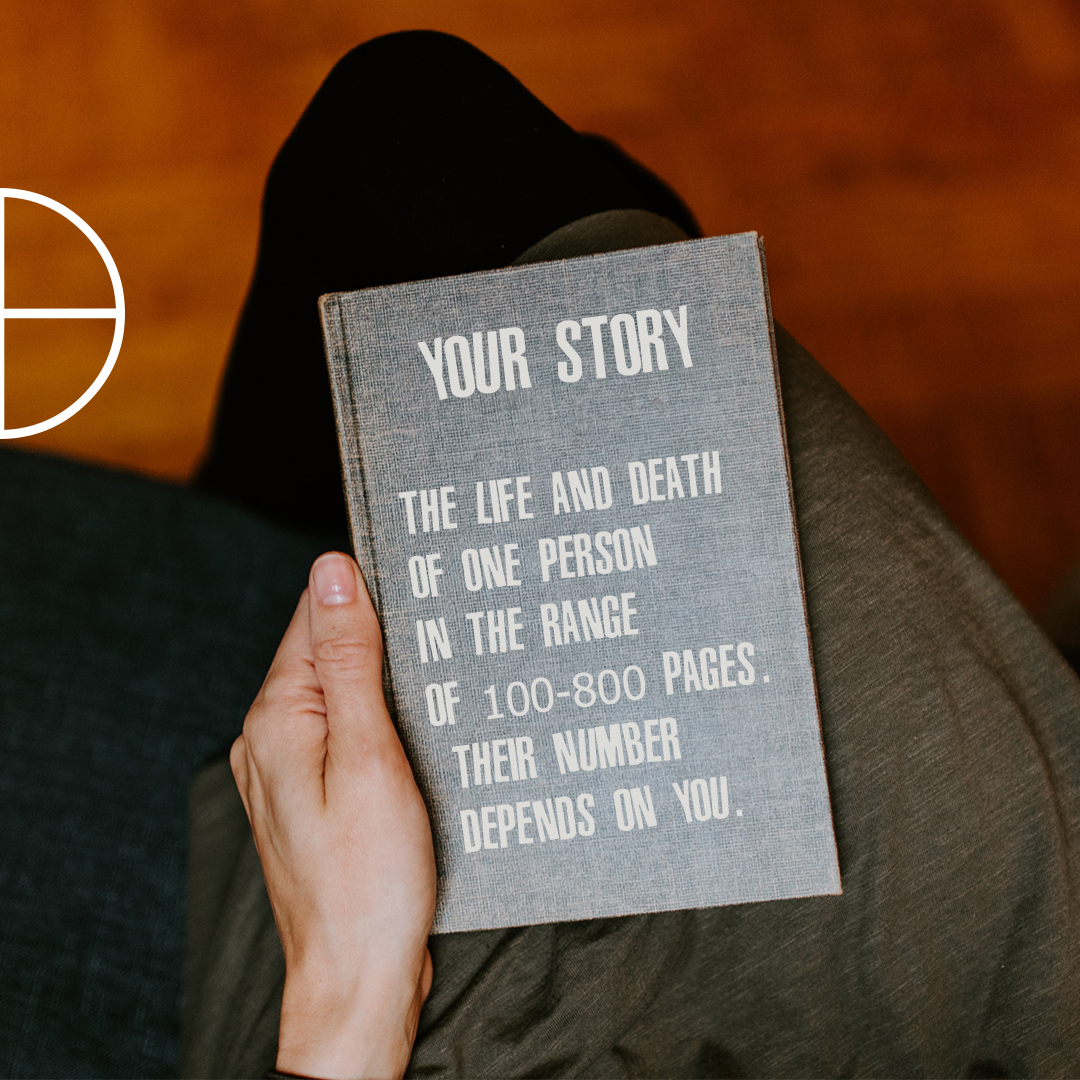 YOUR STORY
THE LIFE AND DEATH
OF ONE PERSON
IN THE RANGE
OF 100-800 PAGES.
THEIR NUMBER
DEPENDS ON YOU.